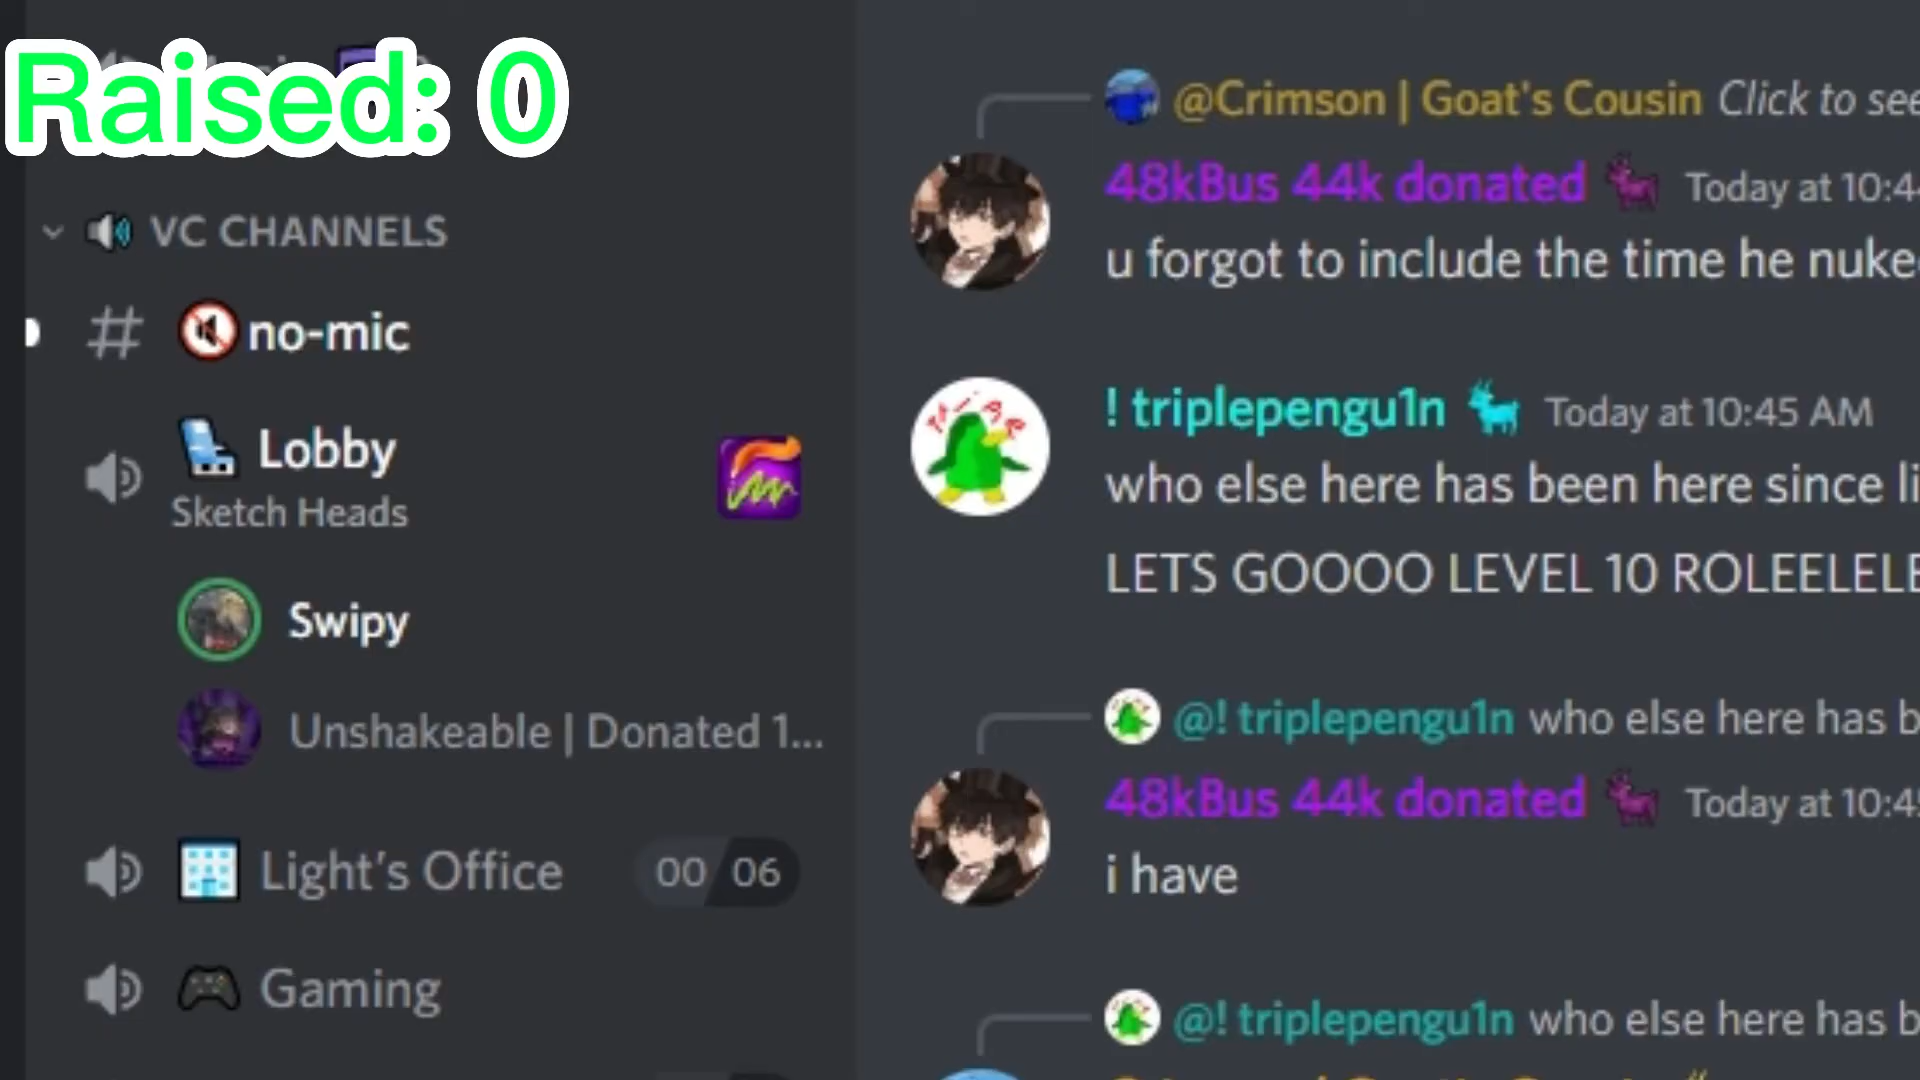 Raised: 0
VC CHANNELS
no-mic
Lobby
Sketch Heads
Swipy
Unshakeable | Donated 1...
Light's Office
00 06
Gaming
@Crimson | Goat's Cousin Click to see
48kBus 44k donated Today at 10:4
u forgot to include the time he nuke
! triplepengu1n Today at 10:45 AM
who else here has been here since li
LETS GOOOO LEVEL 10 ROLEELELE
@! triplepengu1n who else here has b
48kBus 44k donated Today at 10:4
i have
@! triplepengu1n who else here has b